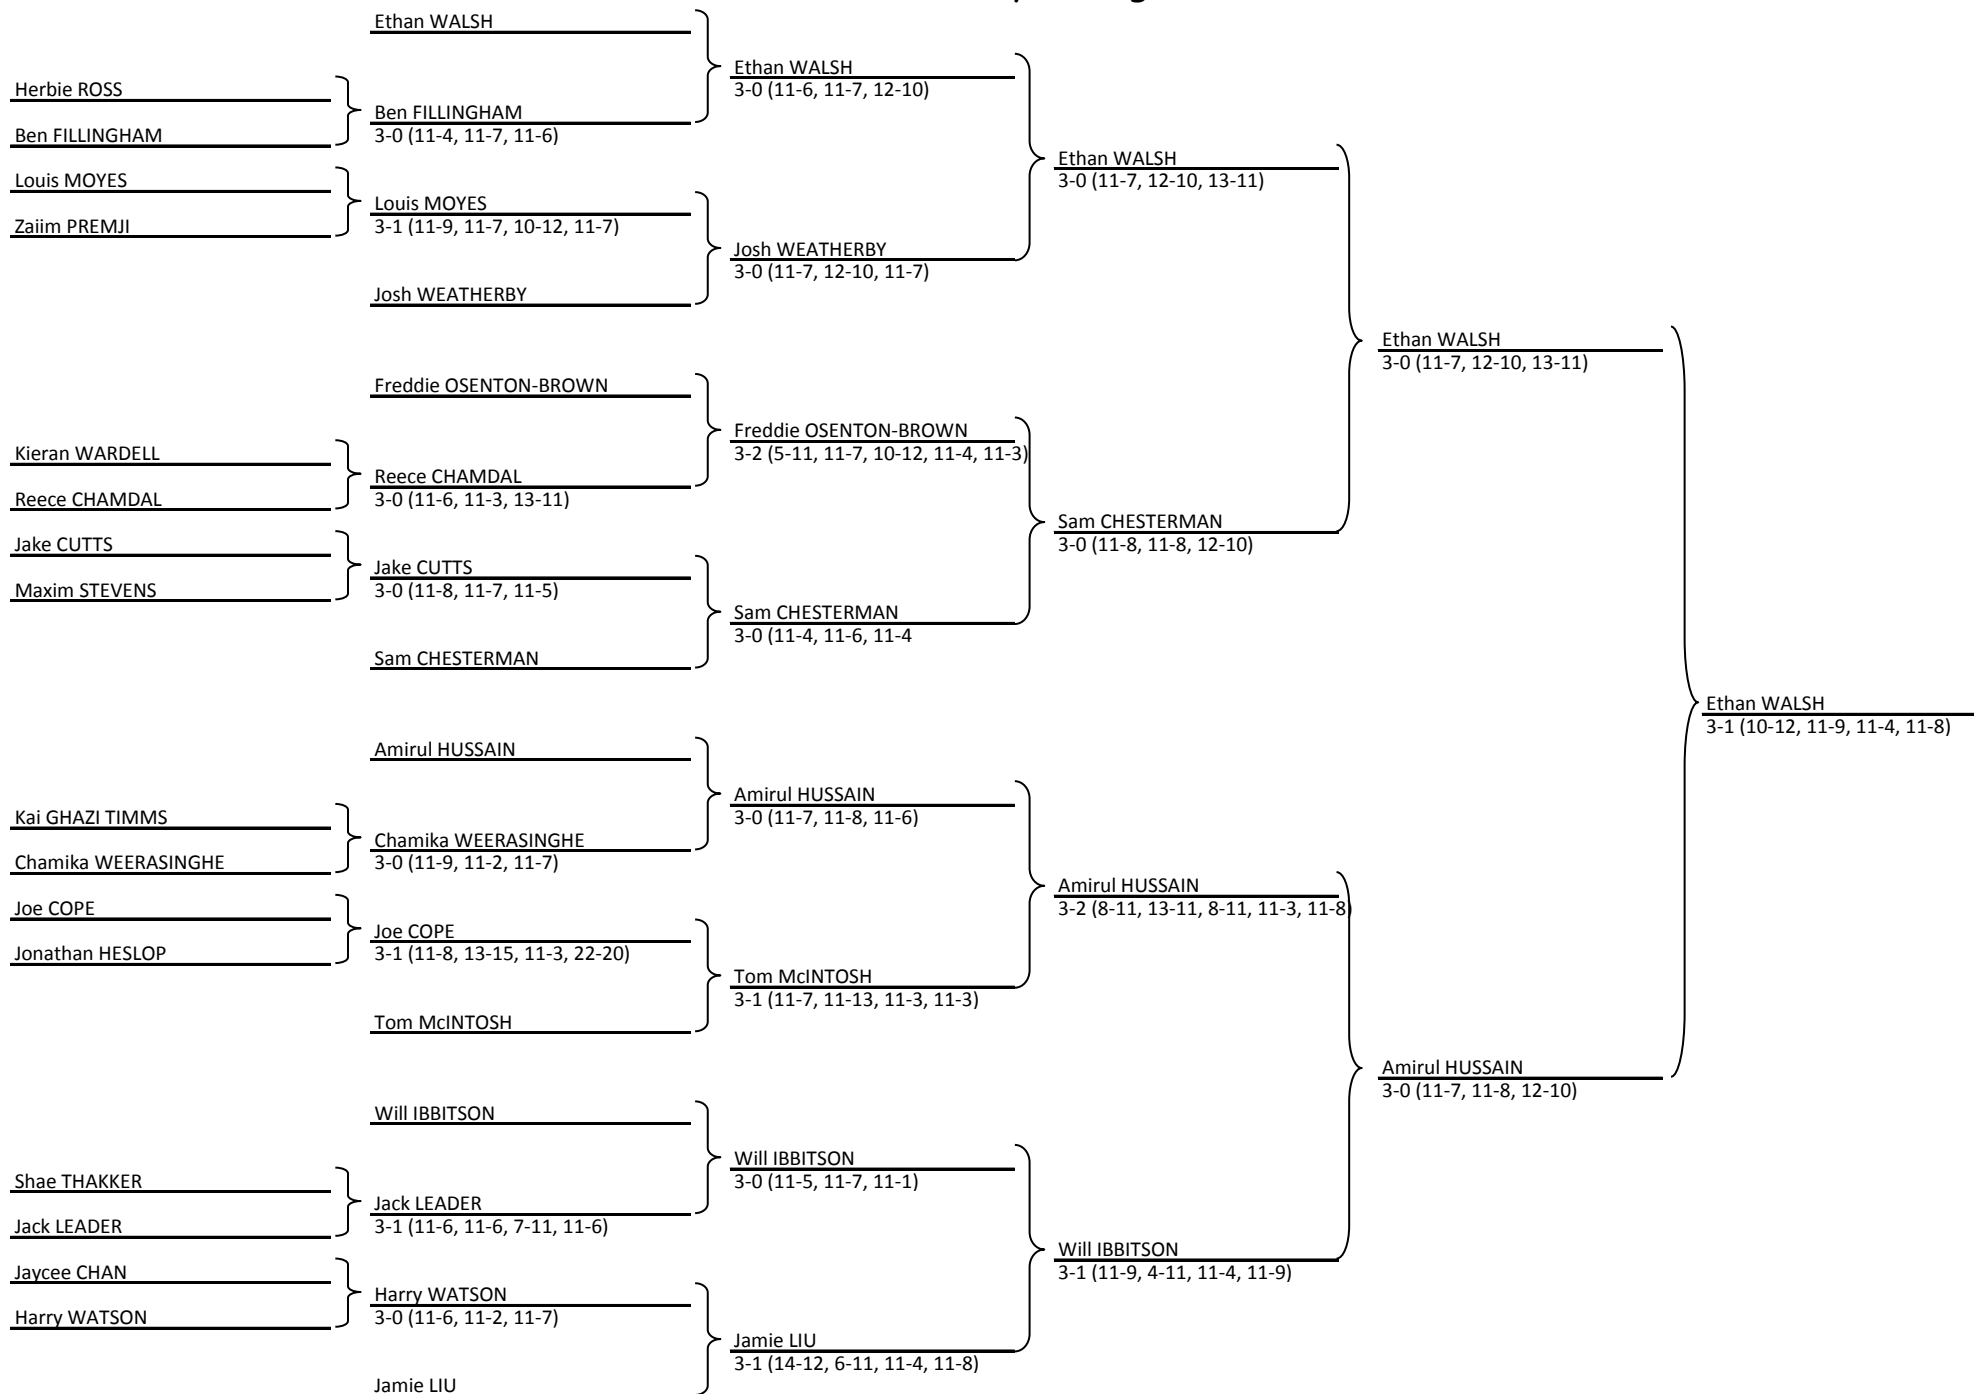 Ethan WALSH
Herbie ROSS
Ben FILLINGHAM
Louis MOYES
Zaiim PREMJI
Ben FILLINGHAM
3-0 (11-4, 11-7, 11-6)
Louis MOYES
3-1 (11-9, 11-7, 10-12, 11-7)
Josh WEATHERBY
Ethan WALSH
3-0 (11-6, 11-7, 12-10)
Josh WEATHERBY
3-0 (11-7, 12-10, 11-7)
Ethan WALSH
3-0 (11-7, 12-10, 13-11)
Freddie OSENTON-BROWN
Kieran WARDELL
Reece CHAMDAL
Jake CUTTS
Maxim STEVENS
Reece CHAMDAL
3-0 (11-6, 11-3, 13-11)
Jake CUTTS
3-0 (11-8, 11-7, 11-5)
Sam CHESTERMAN
Freddie OSENTON-BROWN
3-2 (5-11, 11-7, 10-12, 11-4, 11-3)
Sam CHESTERMAN
3-0 (11-4, 11-6, 11-4
Sam CHESTERMAN
3-0 (11-8, 11-8, 12-10)
Ethan WALSH
3-0 (11-7, 12-10, 13-11)
Amirul HUSSAIN
Kai GHAZI TIMMS
Chamika WEERASINGHE
Joe COPE
Jonathan HESLOP
Chamika WEERASINGHE
3-0 (11-9, 11-2, 11-7)
Joe COPE
3-1 (11-8, 13-15, 11-3, 22-20)
Tom McINTOSH
Amirul HUSSAIN
3-0 (11-7, 11-8, 11-6)
Tom McINTOSH
3-1 (11-7, 11-13, 11-3, 11-3)
Amirul HUSSAIN
3-2 (8-11, 13-11, 8-11, 11-3, 11-8)
Will IBBITSON
Shae THAKKER
Jack LEADER
Jaycee CHAN
Harry WATSON
Jack LEADER
3-1 (11-6, 11-6, 7-11, 11-6)
Harry WATSON
3-0 (11-6, 11-2, 11-7)
Jamie LIU
Will IBBITSON
3-0 (11-5, 11-7, 11-1)
Jamie LIU
3-1 (14-12, 6-11, 11-4, 11-8)
Will IBBITSON
3-1 (11-9, 4-11, 11-4, 11-9)
Amirul HUSSAIN
3-0 (11-7, 11-8, 12-10)
Ethan WALSH
3-1 (10-12, 11-9, 11-4, 11-8)